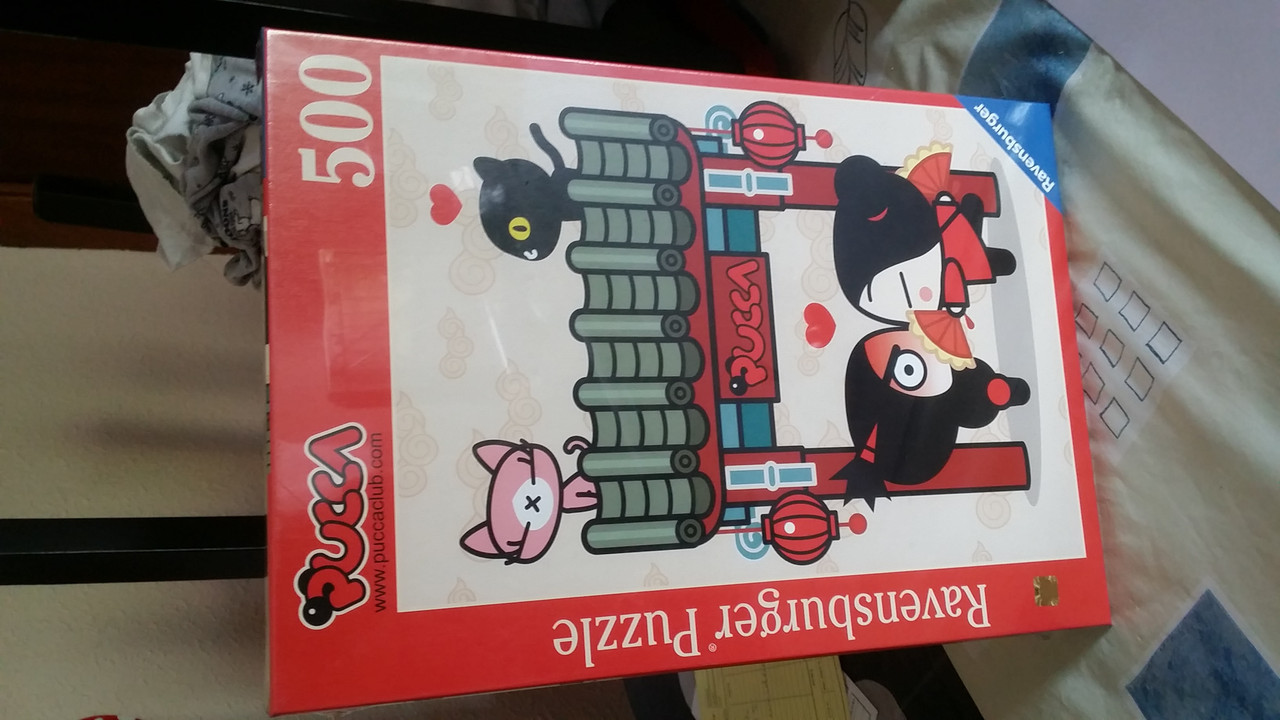 500
PUCCA
www.puccaclub.com
PUCCA
Ravensburger
Ravensburger® Puzzle